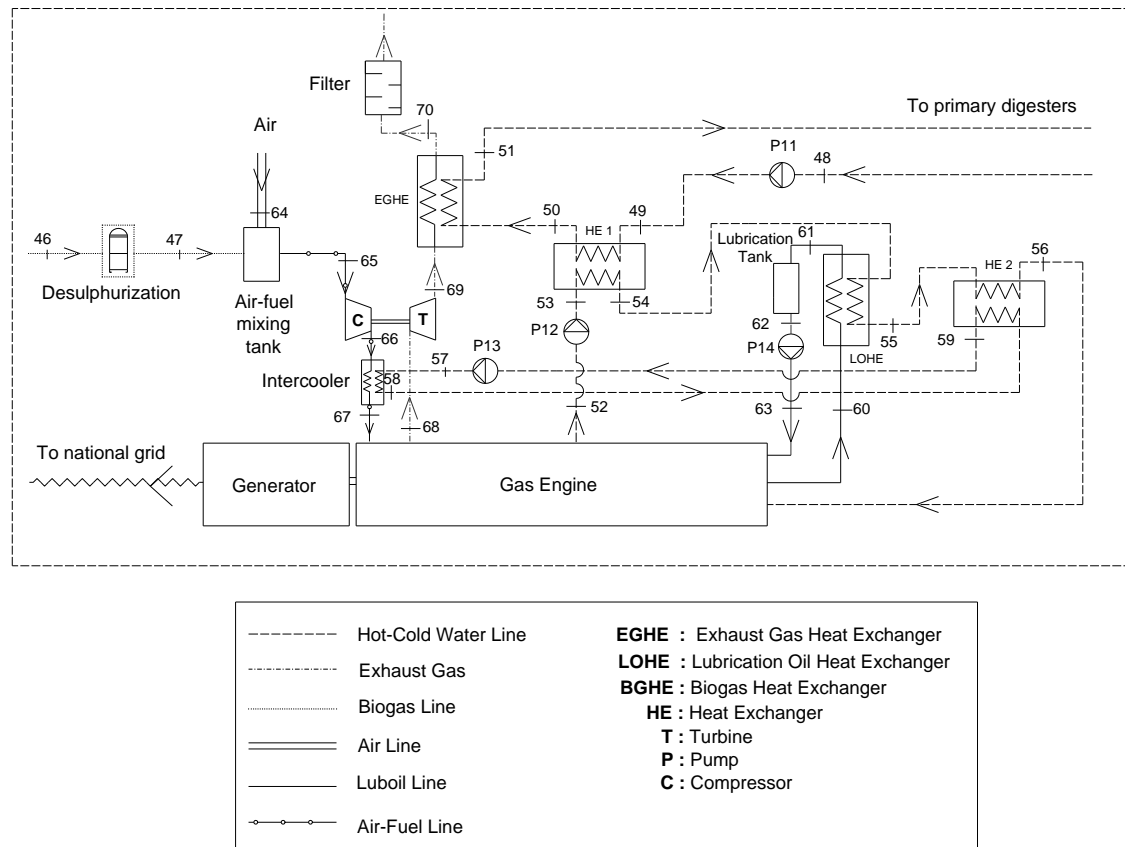 Filter
70
To primary digesters
Air
51
P11
48
EGHE
64
50
49
46
47
HE 1
61
Lubrication
Tank
56
HE 2
65
Desulphurization
Air-fuel
mixing
tank
69
53
54
C
T
62
P12
66
P13
P14
55
59
57
LOHE
Intercooler
58
52
63
60
67
68
To national grid
Generator
Gas Engine
Hot-Cold Water Line
Exhaust Gas
Biogas Line
Air Line
Luboil Line
Air-Fuel Line
EGHE : Exhaust Gas Heat Exchanger
LOHE : Lubrication Oil Heat Exchanger
BGHE : Biogas Heat Exchanger
HE : Heat Exchanger
T : Turbine
P : Pump
C : Compressor